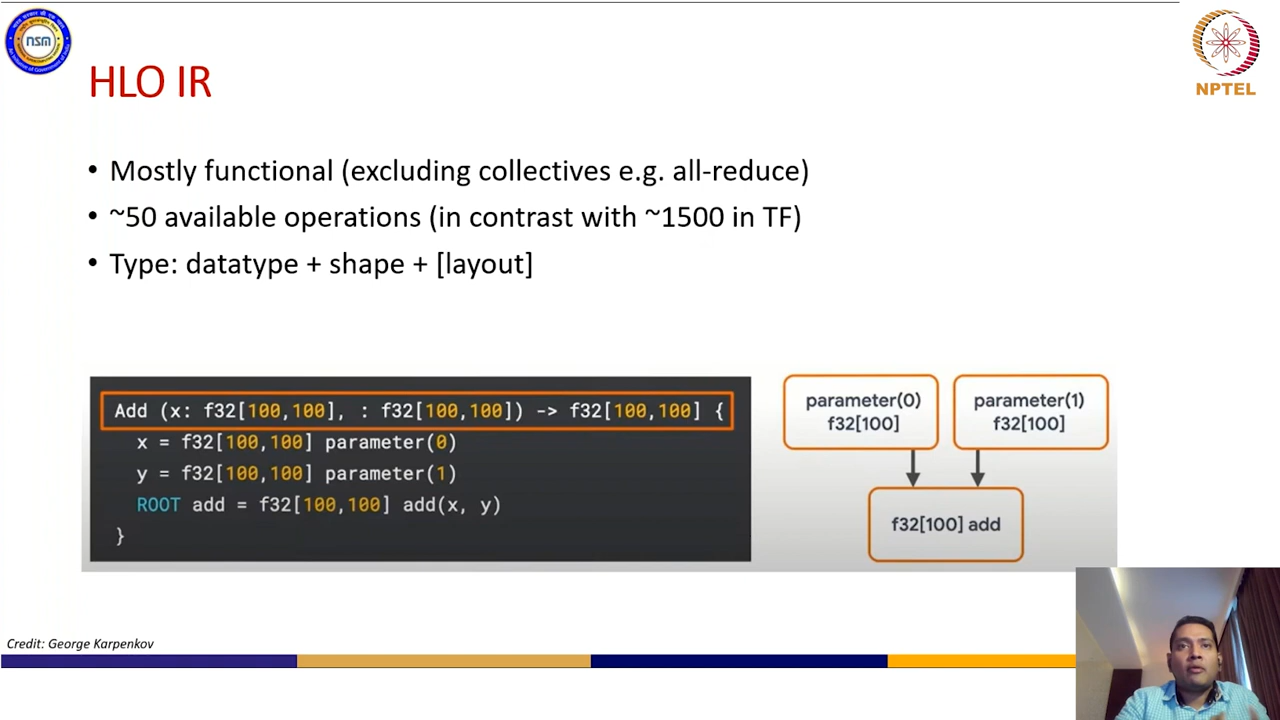 nsm
NPTEL
HLO IR
• Mostly functional (excluding collectives e.g. all-reduce)
• ~50 available operations (in contrast with ~1500 in TF)
• Type: datatype + shape + [layout]
Add (x: f32[100,100], : f32[100,100]) -> f32[100,100] {
x = f32[100,100] parameter(0)
y = f32[100,100] parameter(1)
ROOT add = f32[100,100] add(x, y)
}
parameter(0)
f32[100]
parameter(1)
f32[100]
f32[100] add
Credit: George Karpenkov